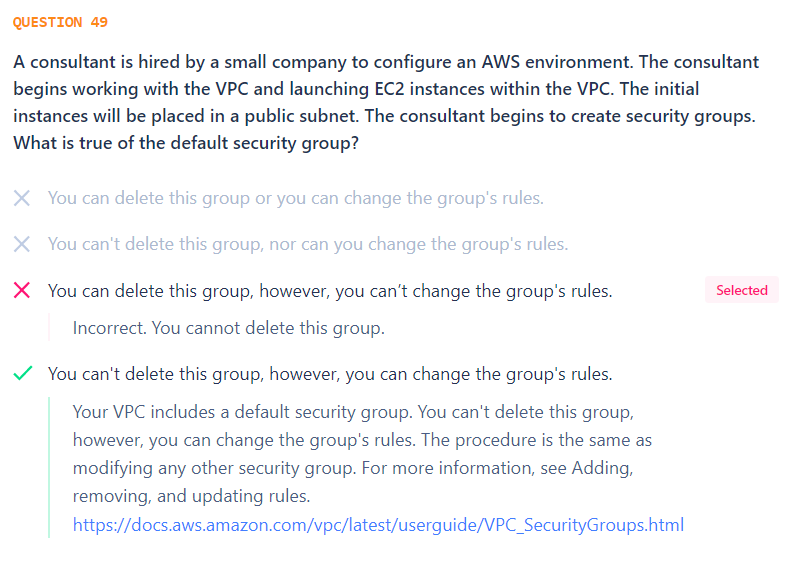 QUESTION 49
A consultant is hired by a small company to configure an AWS environment. The consultant
begins working with the VPC and launching EC2 instances within the VPC. The initial
instances will be placed in a public subnet. The consultant begins to create security groups.
What is true of the default security group?
You can delete this group or you can change the group's rules.
You can't delete this group, nor can you change the group's rules.
You can delete this group, however, you can’t change the group's rules.
Selected
Incorrect. You cannot delete this group.
You can't delete this group, however, you can change the group's rules.
Your VPC includes a default security group. You can't delete this group,
however, you can change the group's rules. The procedure is the same as
modifying any other security group. For more information, see Adding,
removing, and updating rules.
https://docs.aws.amazon.com/vpc/latest/userguide/VPC_SecurityGroups.html